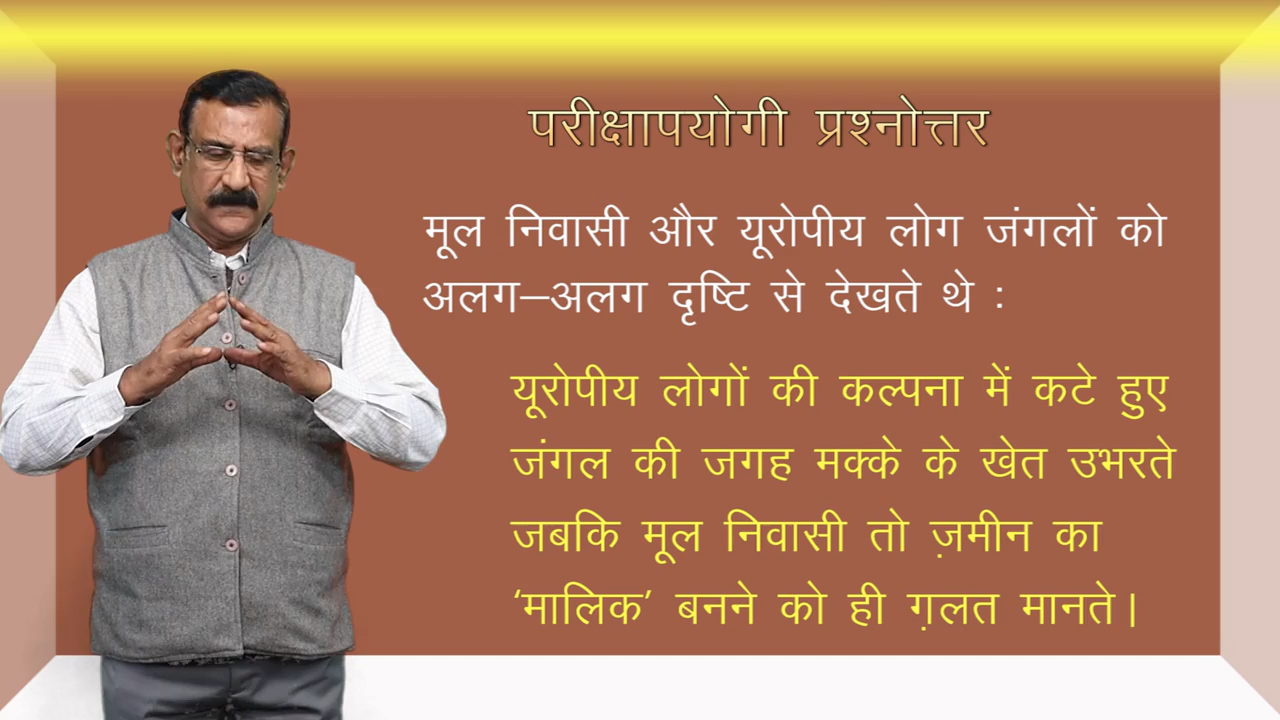 परीक्षापयोगी प्रश्नोत्तर
मूल निवासी और यूरोपीय लोग जंगलों को
अलग–अलग दृष्टि से देखते थे :
यूरोपीय लोगों की कल्पना में कटे हुए
जंगल की जगह मक्के के खेत उभरते
जबकि मूल निवासी तो ज़मीन का
‘मालिक’ बनने को ही ग़लत मानते।